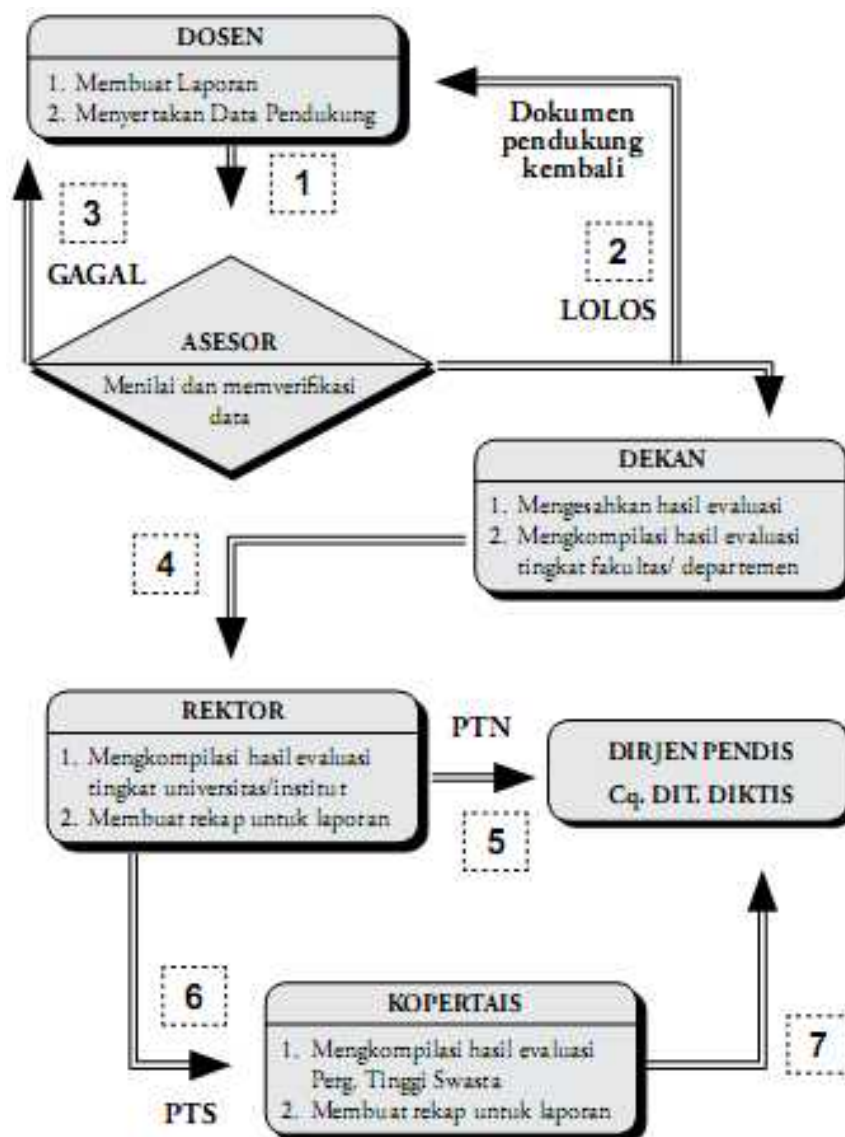 DOSEN
1. Membuat Laporan
2. Menyertakan Data Pendukung
Dokumen
pendukung
kembali
1
3
GAGAL
2
LOLOS
ASESOR
Menilai dan memverifikasi
data
DEKAN
1. Mengesahkan hasil evaluasi
2. Mengkompilasi hasil evaluasi
tingkat fakultas/ departemen
4
REKTOR
1. Mengkompilasi hasil evaluasi
tingkat universitas/institut
2. Membuat rekap untuk laporan
PTN
5
DIRJEN PENDIS
Cq. DIT. DIKTIS
6
PTS
KOPERTAIS
1. Mengkompilasi hasil evaluasi
Perg. Tinggi Swasta
2. Membuat rekap untuk laporan
7